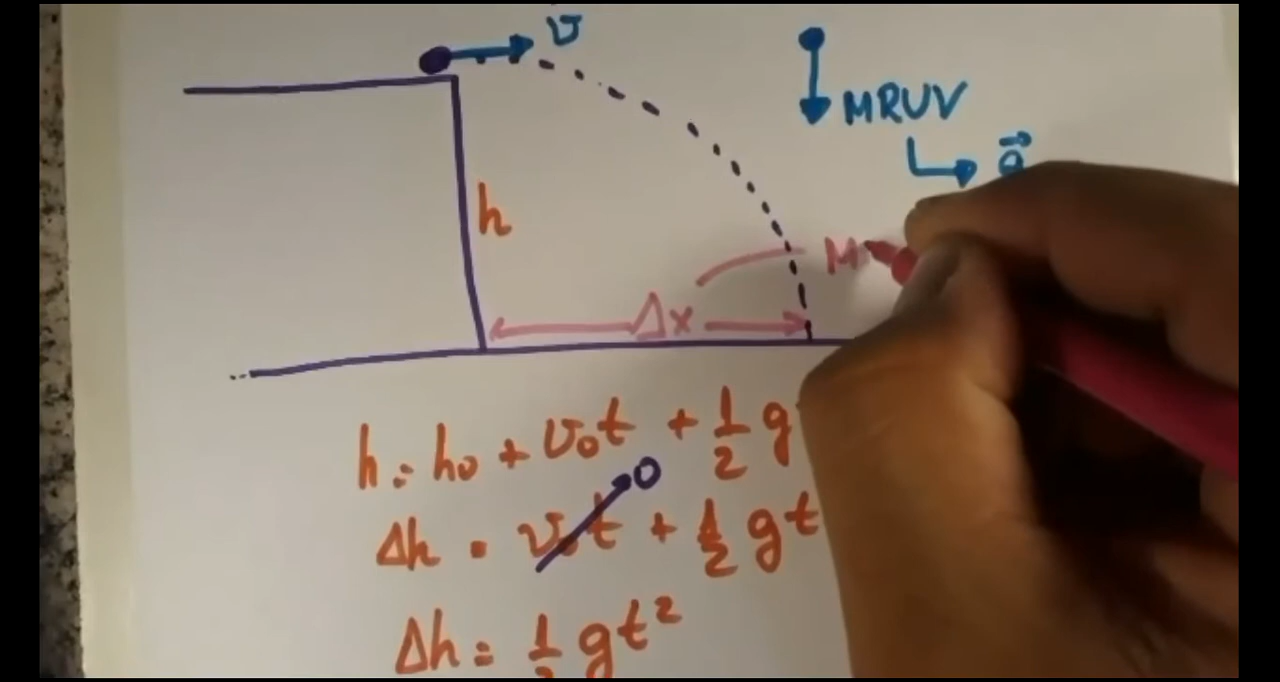 v
MRUV
a⃗
h
M
Δx
h = h₀ + v₀t + 1/2 g
Δh = v₀t 0 + 1/2 gt
Δh = 1/2 gt²